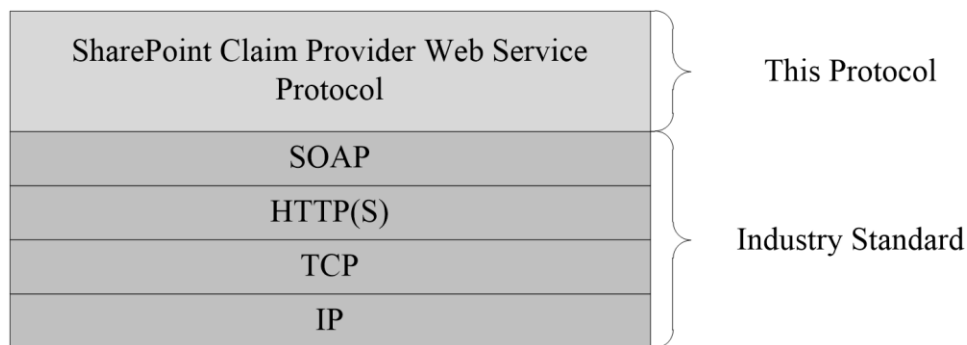 SharePoint Claim Provider Web Service
Protocol
This Protocol
SOAP
HTTP(S)
TCP
IP
Industry Standard